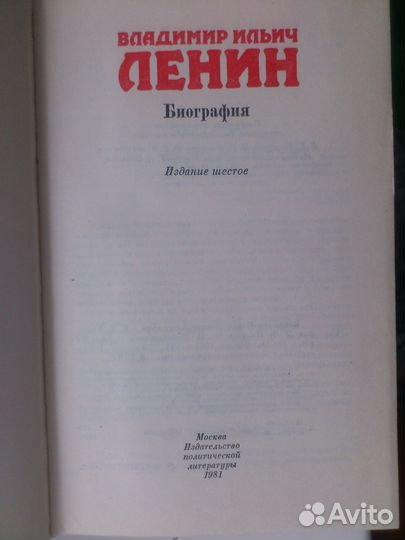 ВЛАДИМИР ИЛЬИЧ
ЛЕНИН
Биография
Издание шестое
Москва
Издательство
политической
литературы
1981
Avito